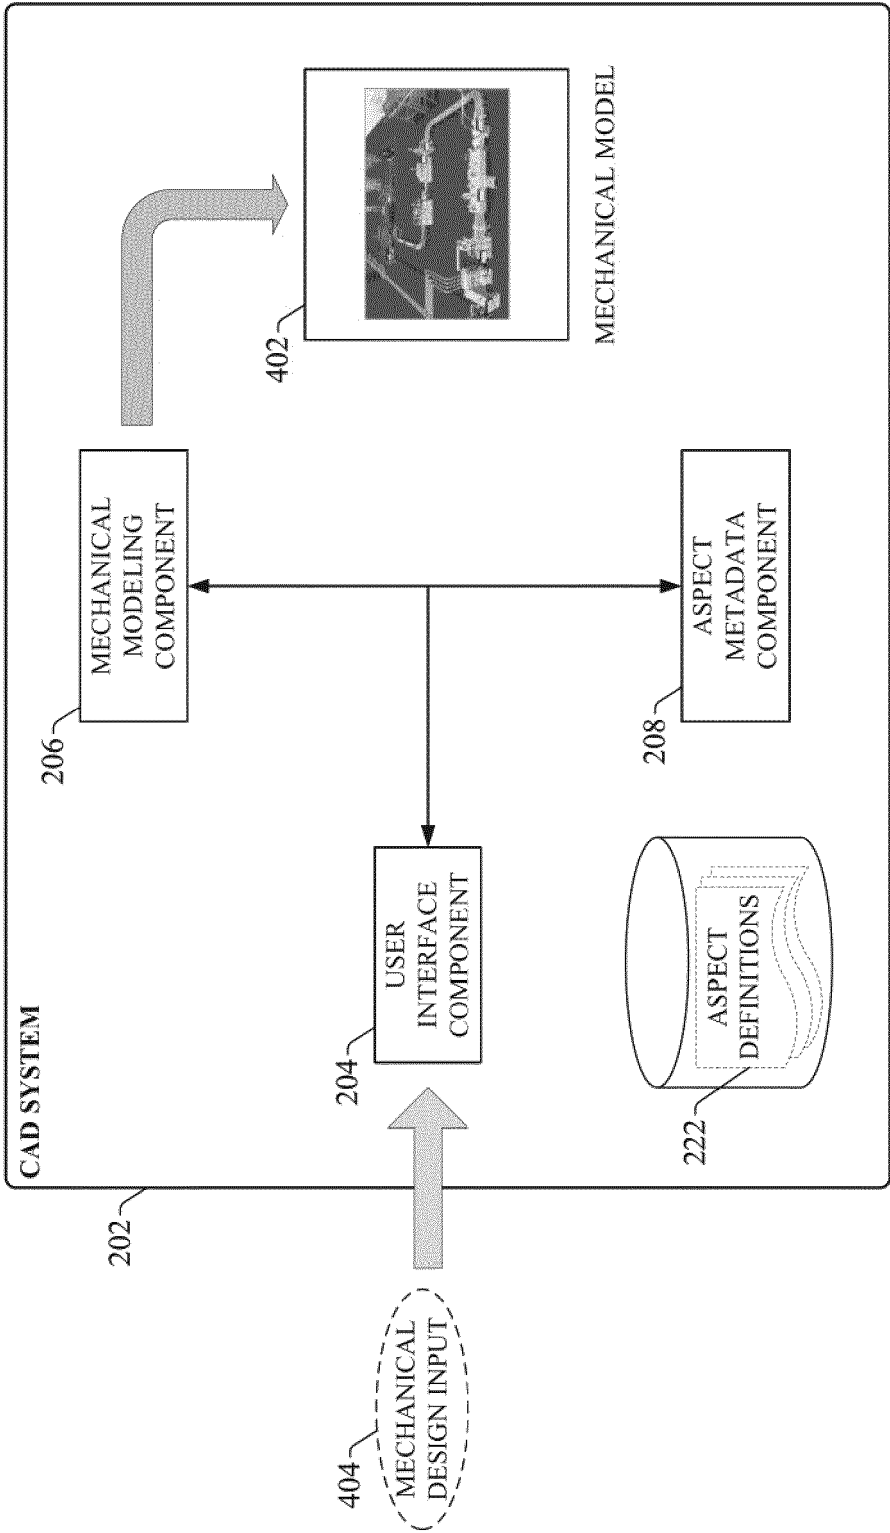 CAD SYSTEM
202
404
MECHANICAL
DESIGN INPUT
204
USER
INTERFACE
COMPONENT
206
MECHANICAL
MODELING
COMPONENT
402
MECHANICAL MODEL
222
ASPECT
DEFINITIONS
208
ASPECT
METADATA
COMPONENT